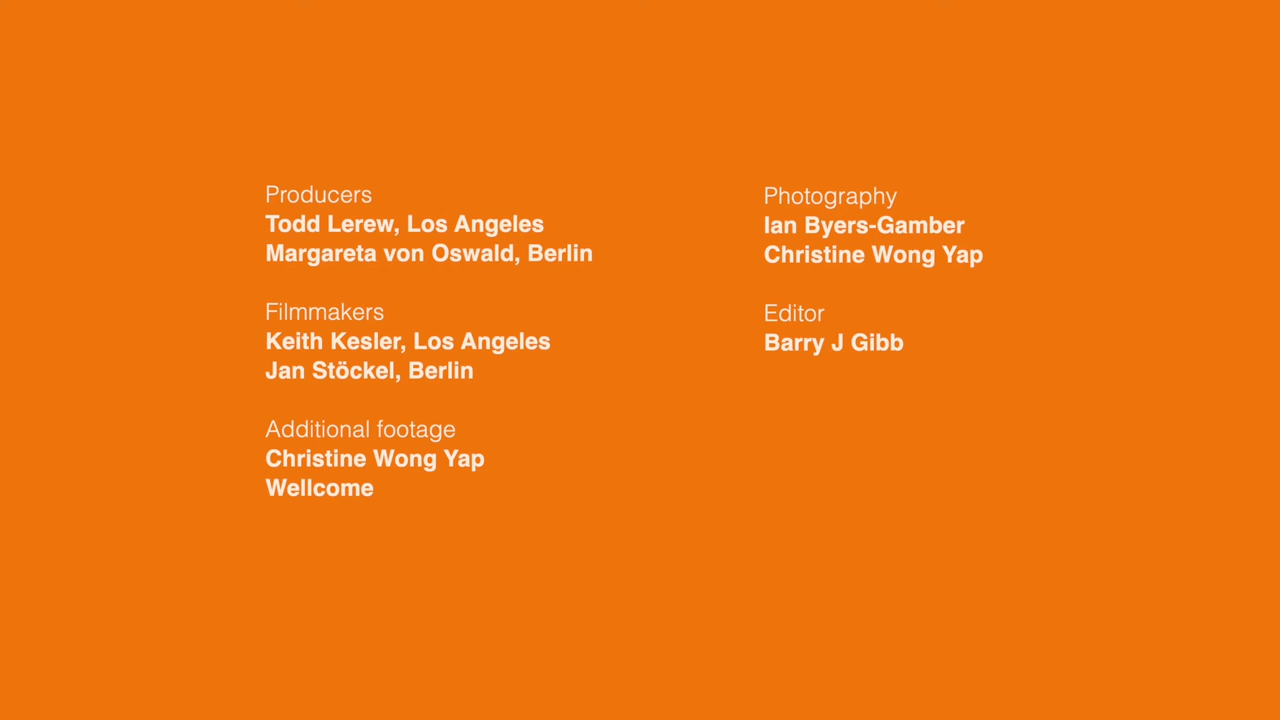 Producers
Todd Lerew, Los Angeles
Margareta von Oswald, Berlin
Filmmakers
Keith Kesler, Los Angeles
Jan Stöckel, Berlin
Additional footage
Christine Wong Yap
Wellcome
Photography
Ian Byers-Gamber
Christine Wong Yap
Editor
Barry J Gibb